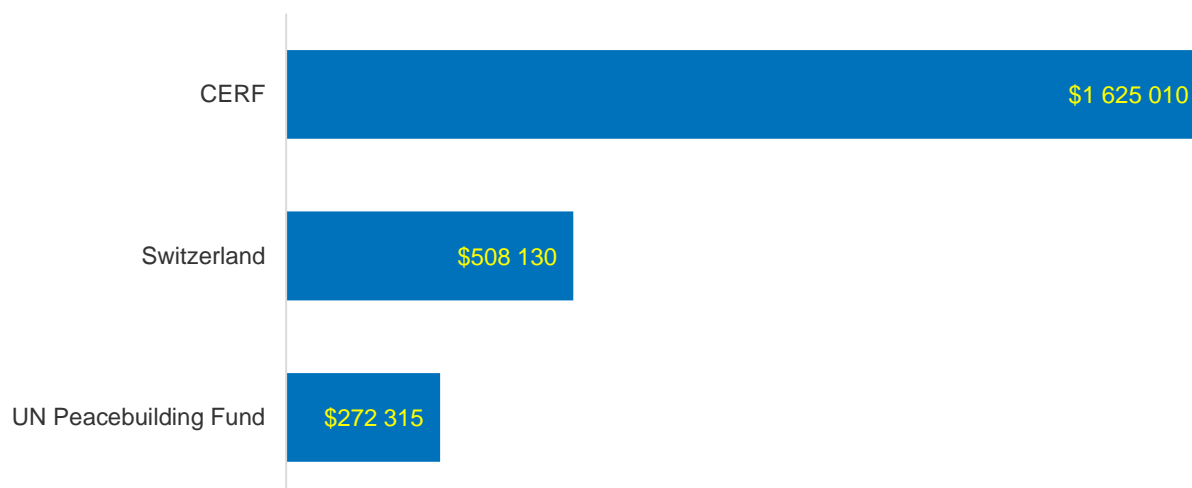 CERF $1 625 010
Switzerland $508 130
UN Peacebuilding Fund $272 315